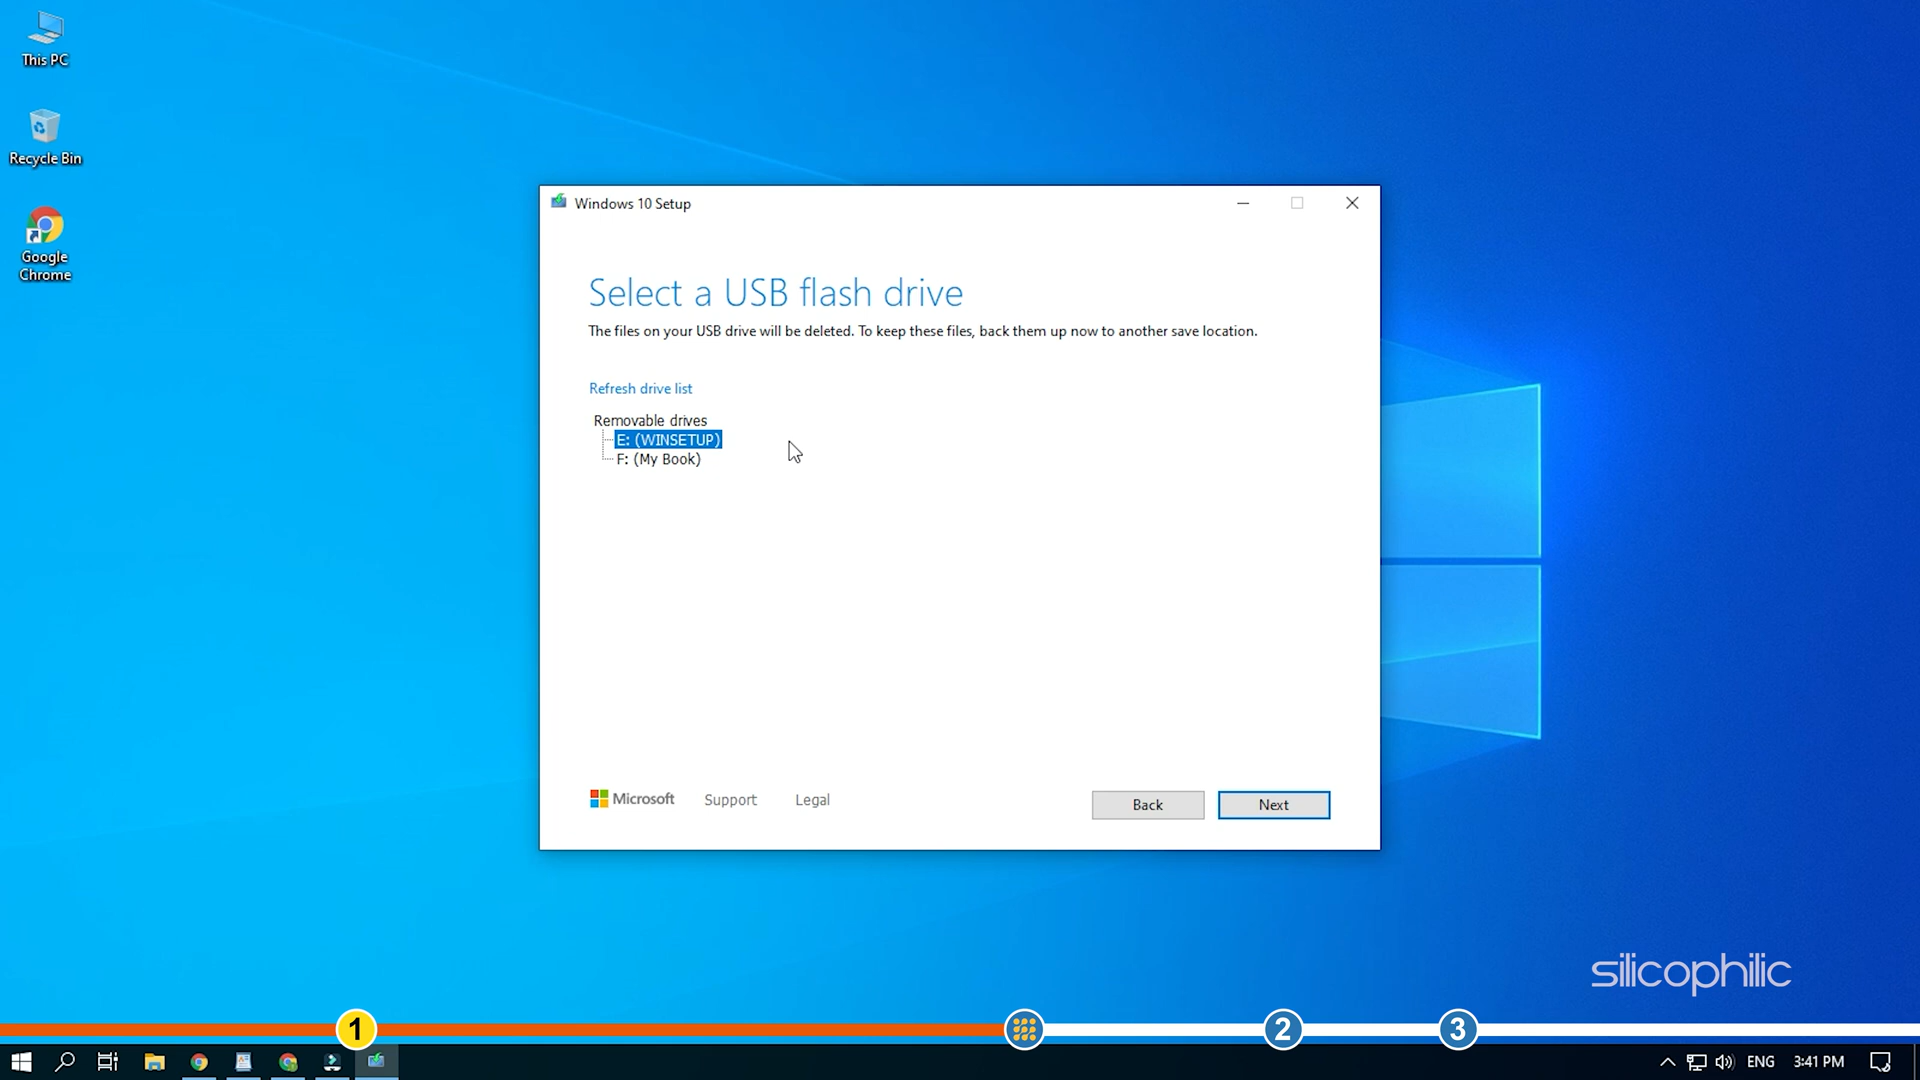 This PC
Recycle Bin
Google
Chrome
Windows 10 Setup
Select a USB flash drive
The files on your USB drive will be deleted. To keep these files, back them up now to another save location.
Refresh drive list
Removable drives
E: (WINSETUP)
F: (My Book)
Microsoft
Support
Legal
Back
Next
silicophilic
1
2
3
ENG
3:41 PM